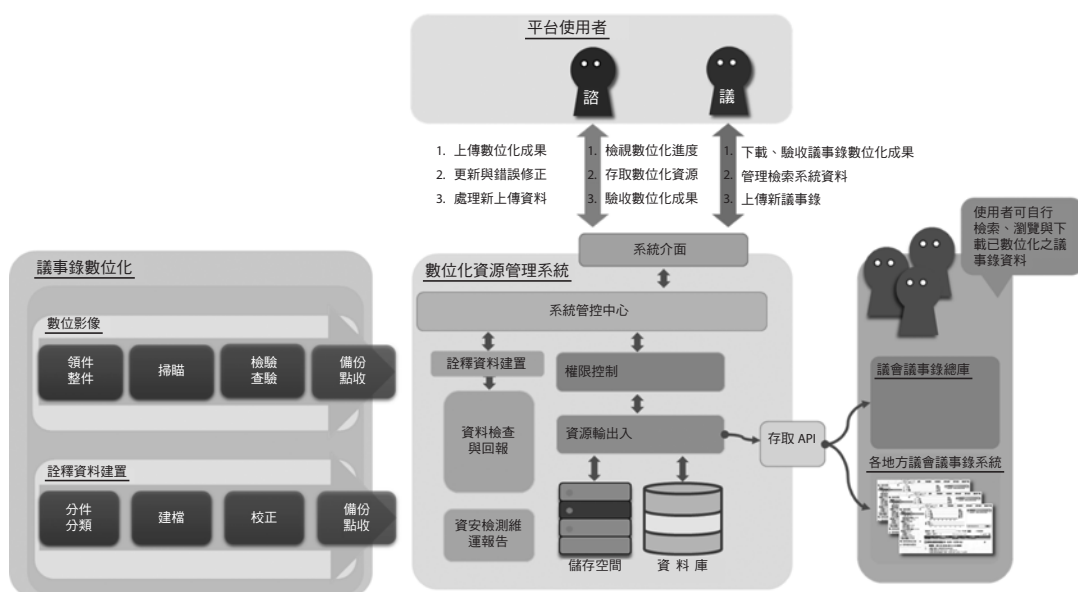 平台使用者
諮
議
1. 上傳數位化成果
2. 更新與錯誤修正
3. 處理新上傳資料
1. 檢視數位化進度
2. 存取數位化資源
3. 驗收數位化成果
1. 下載、驗收議事錄數位化成果
2. 管理檢索系統資料
3. 上傳新議事錄
議事錄數位化
數位影像
領件
整件
掃瞄
檢驗
查驗
備份
點收
詮釋資料建置
分件
分類
建檔
校正
備份
點收
數位化資源管理系統
系統介面
系統管控中心
詮釋資料建置
權限控制
資料檢查
與回報
資源輸出入
資安檢測維
運報告
儲存空間
資 料 庫
存取 API
使用者可自行
檢索、瀏覽與下
載已數位化之議
事錄資料
議會議事錄總庫
各地方議會議事錄系統